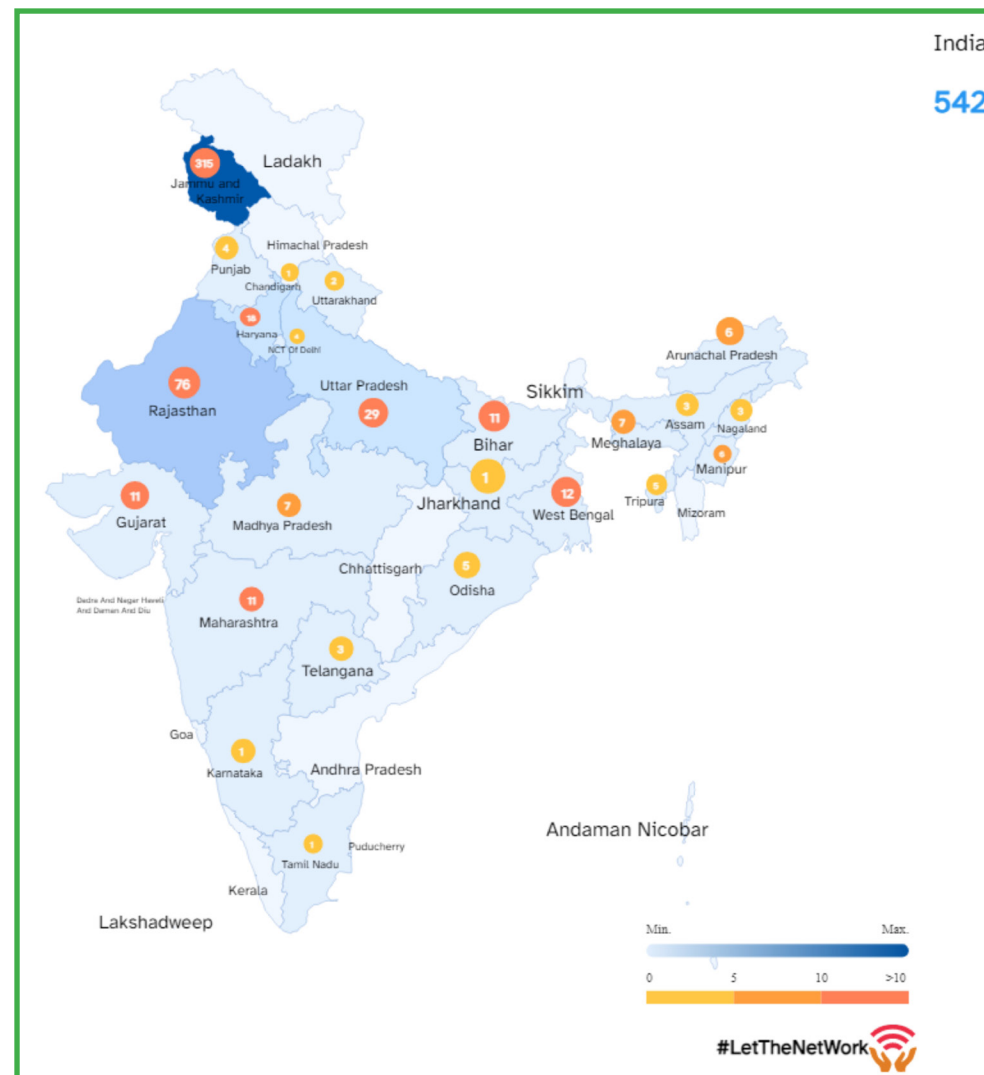 India
542
Ladakh
315
Jammu and
Kashmir
Himachal Pradesh
4
Punjab
1
Chandigarh
2
Uttarakhand
Haryana
4
NCT Of Delhi
6
Arunachal Pradesh
76
Rajasthan
Uttar Pradesh
29
Sikkim
11
Bihar
7
Meghalaya
3
Assam
3
Nagaland
6
Manipur
1
Jharkhand
12
West Bengal
5
Tripura
Mizoram
11
Gujarat
7
Madhya Pradesh
Chhattisgarh
5
Odisha
Dadra And Nagar Haveli
And Daman And Diu
11
Maharashtra
3
Telangana
Goa
1
Karnataka
Andhra Pradesh
Andaman Nicobar
1
Tamil Nadu
Puducherry
Kerala
Lakshadweep
Min. Max.
0 5 10 >10
#LetTheNetWork